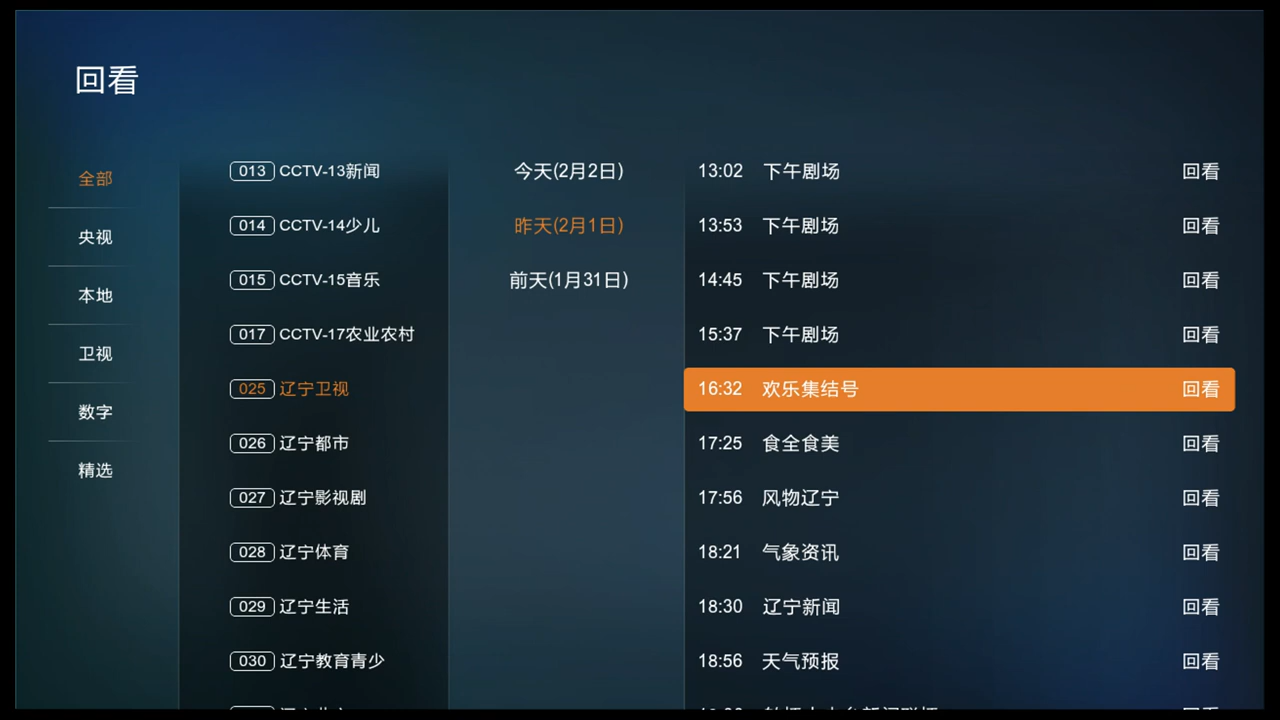 回看
全部
央视
本地
卫视
数字
精选
013 CCTV-13新闻
014 CCTV-14少儿
015 CCTV-15音乐
017 CCTV-17农业农村
025 辽宁卫视
026 辽宁都市
027 辽宁影视剧
028 辽宁体育
029 辽宁生活
030 辽宁教育青少
今天(2月2日)
昨天(2月1日)
前天(1月31日)
13:02 下午剧场 回看
13:53 下午剧场 回看
14:45 下午剧场 回看
15:37 下午剧场 回看
16:32 欢乐集结号 回看
17:25 食全食美 回看
17:56 风物辽宁 回看
18:21 气象资讯 回看
18:30 辽宁新闻 回看
18:56 天气预报 回看